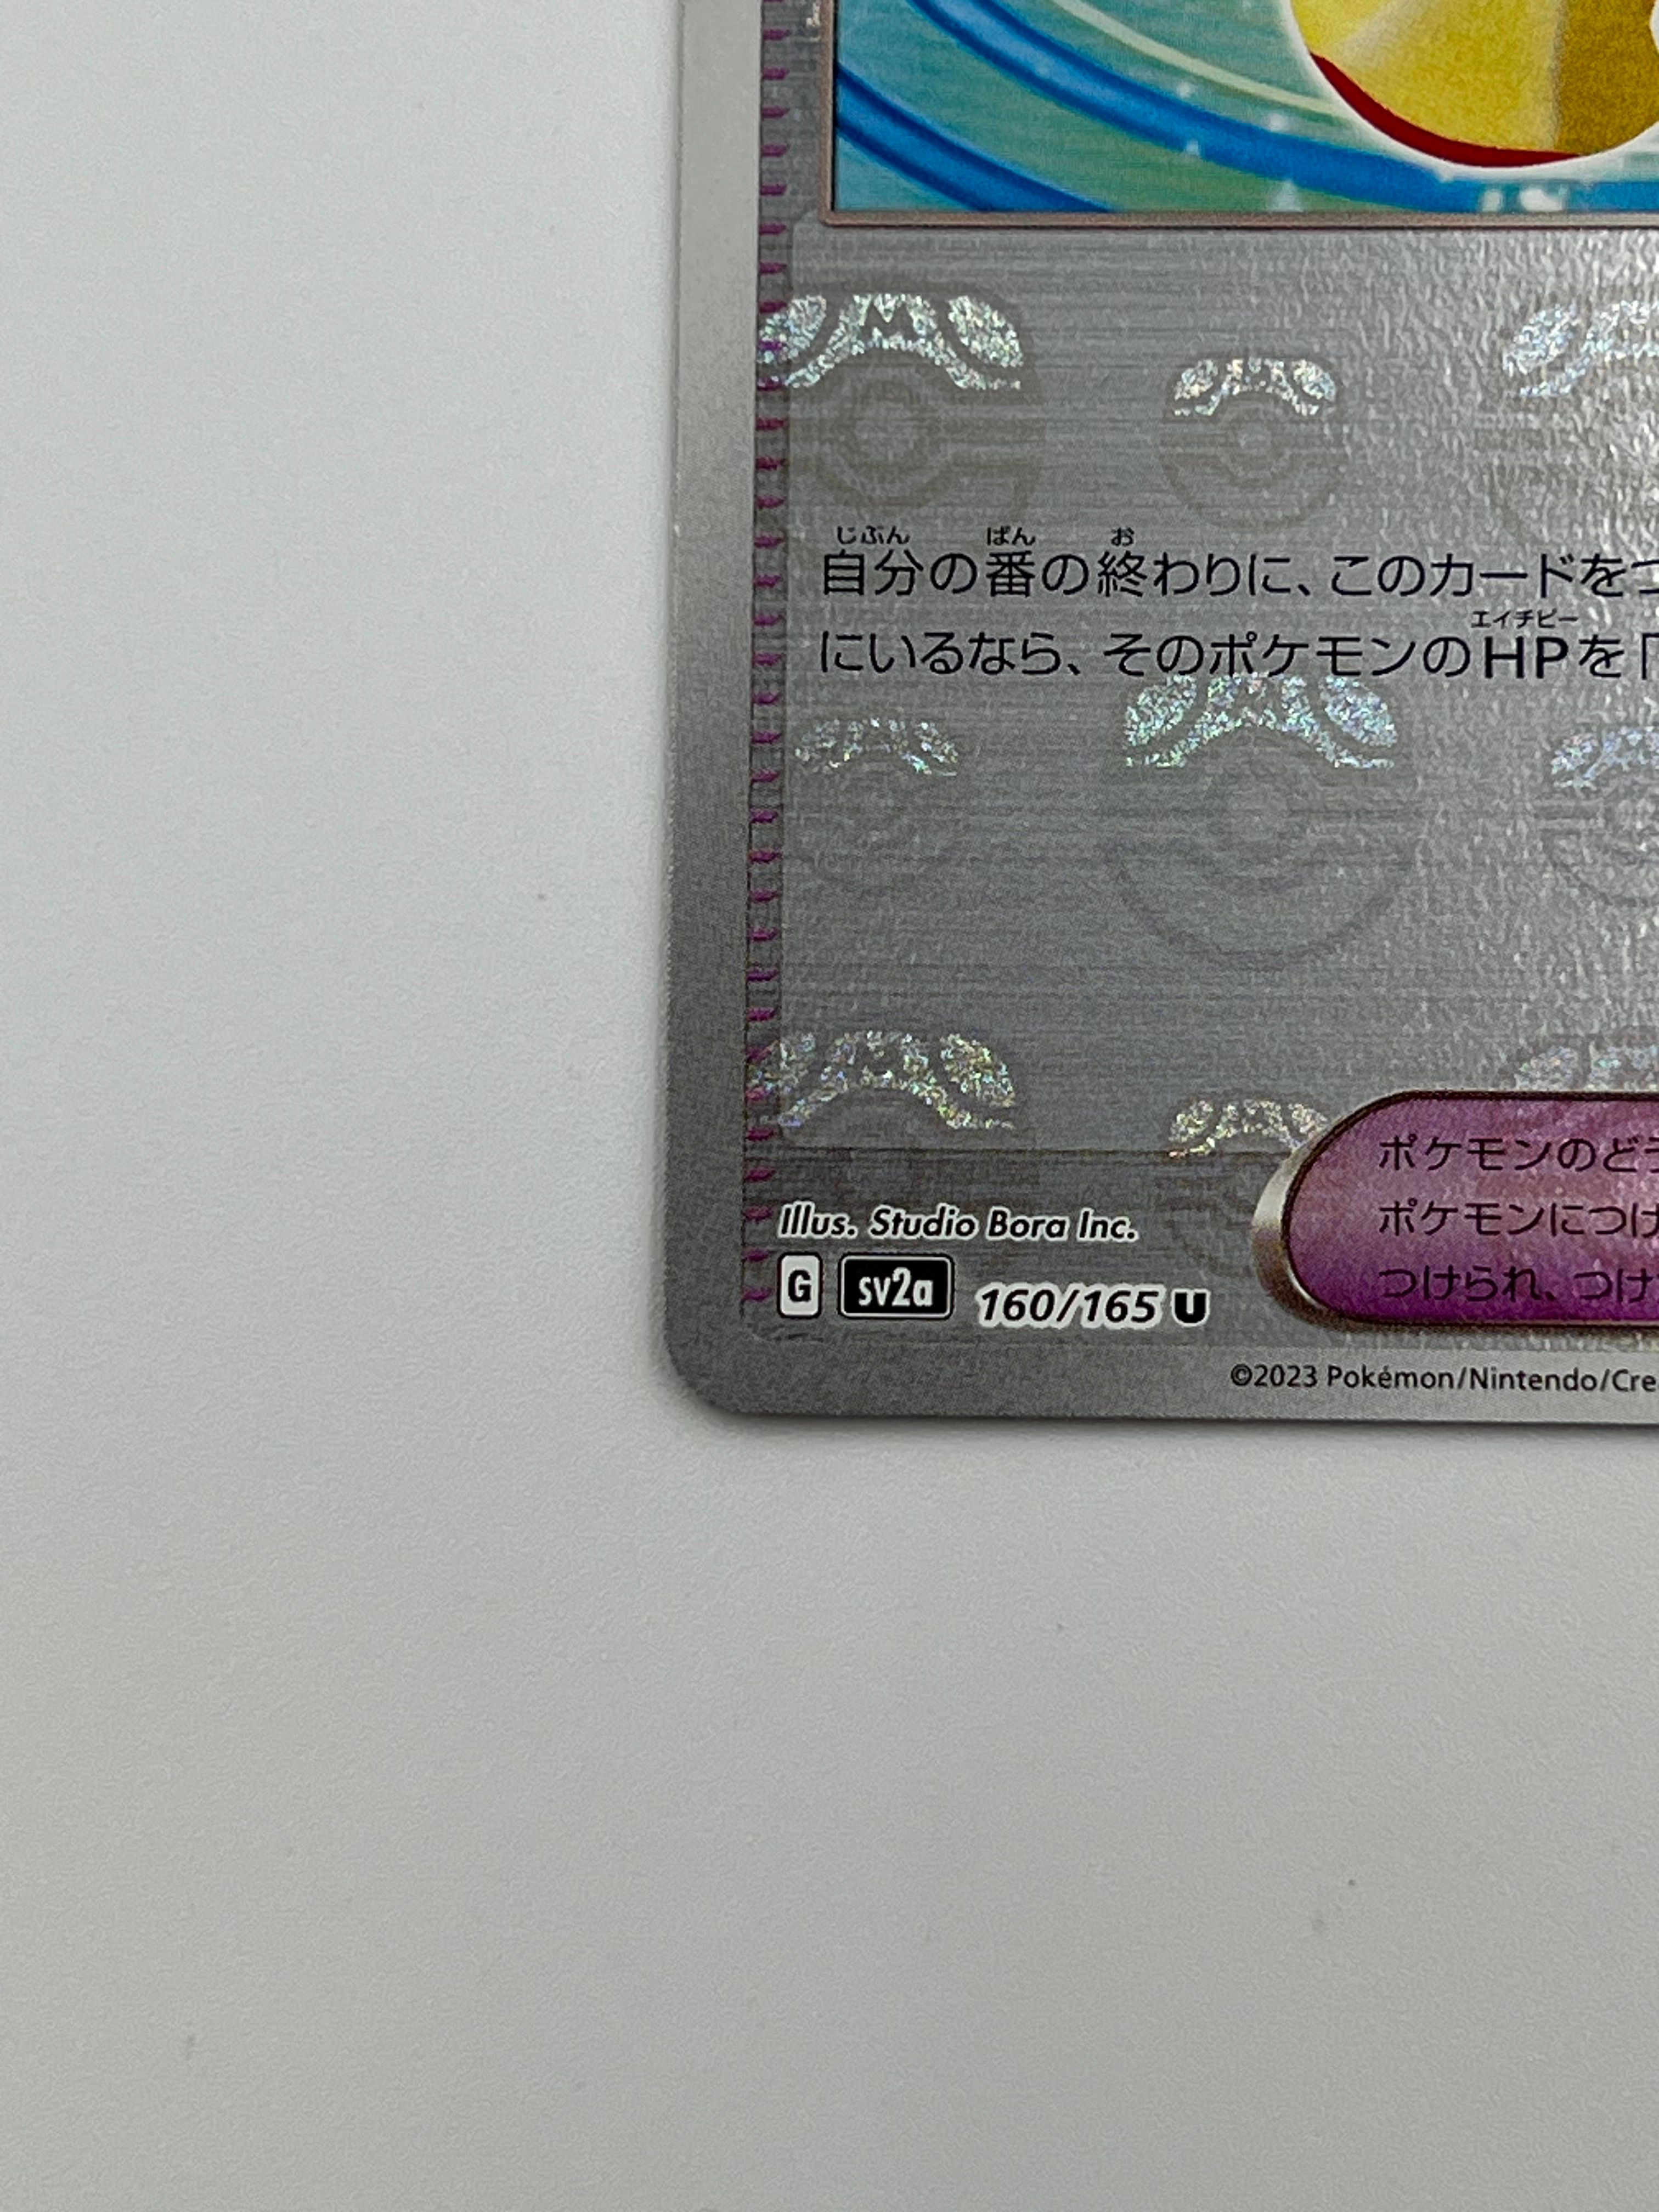 じぶん ばん お
自分の番の終わりに、このカードをつ
エイチピー
にいるなら、そのポケモンのHPを「
ポケモンのどう
ポケモンにつけ
つけられ、つけ
Illus. Studio Bora Inc.
G sv2a 160/165 U
©2023 Pokémon/Nintendo/Cre